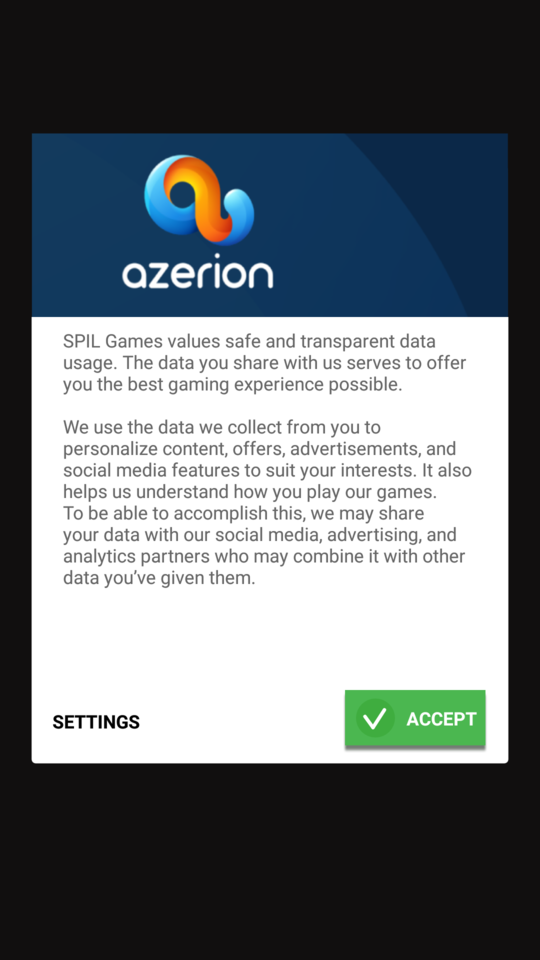 azerion
SPIL Games values safe and transparent data
usage. The data you share with us serves to offer
you the best gaming experience possible.
We use the data we collect from you to
personalize content, offers, advertisements, and
social media features to suit your interests. It also
helps us understand how you play our games.
To be able to accomplish this, we may share
your data with our social media, advertising, and
analytics partners who may combine it with other
data you’ve given them.
SETTINGS
ACCEPT